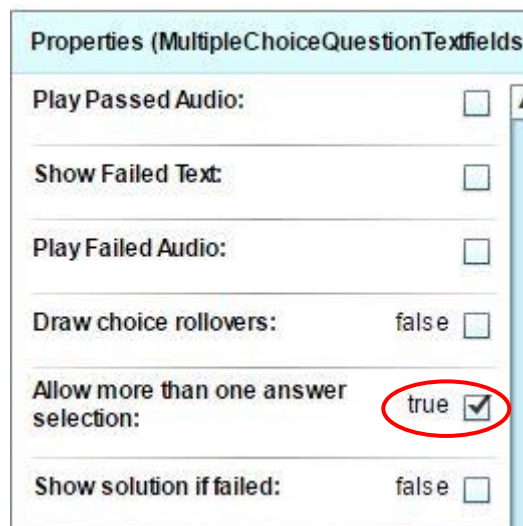 Properties (MultipleChoiceQuestionTextfields
Play Passed Audio:
Show Failed Text:
Play Failed Audio:
Draw choice rollovers: false
Allow more than one answer
selection: true
Show solution if failed: false